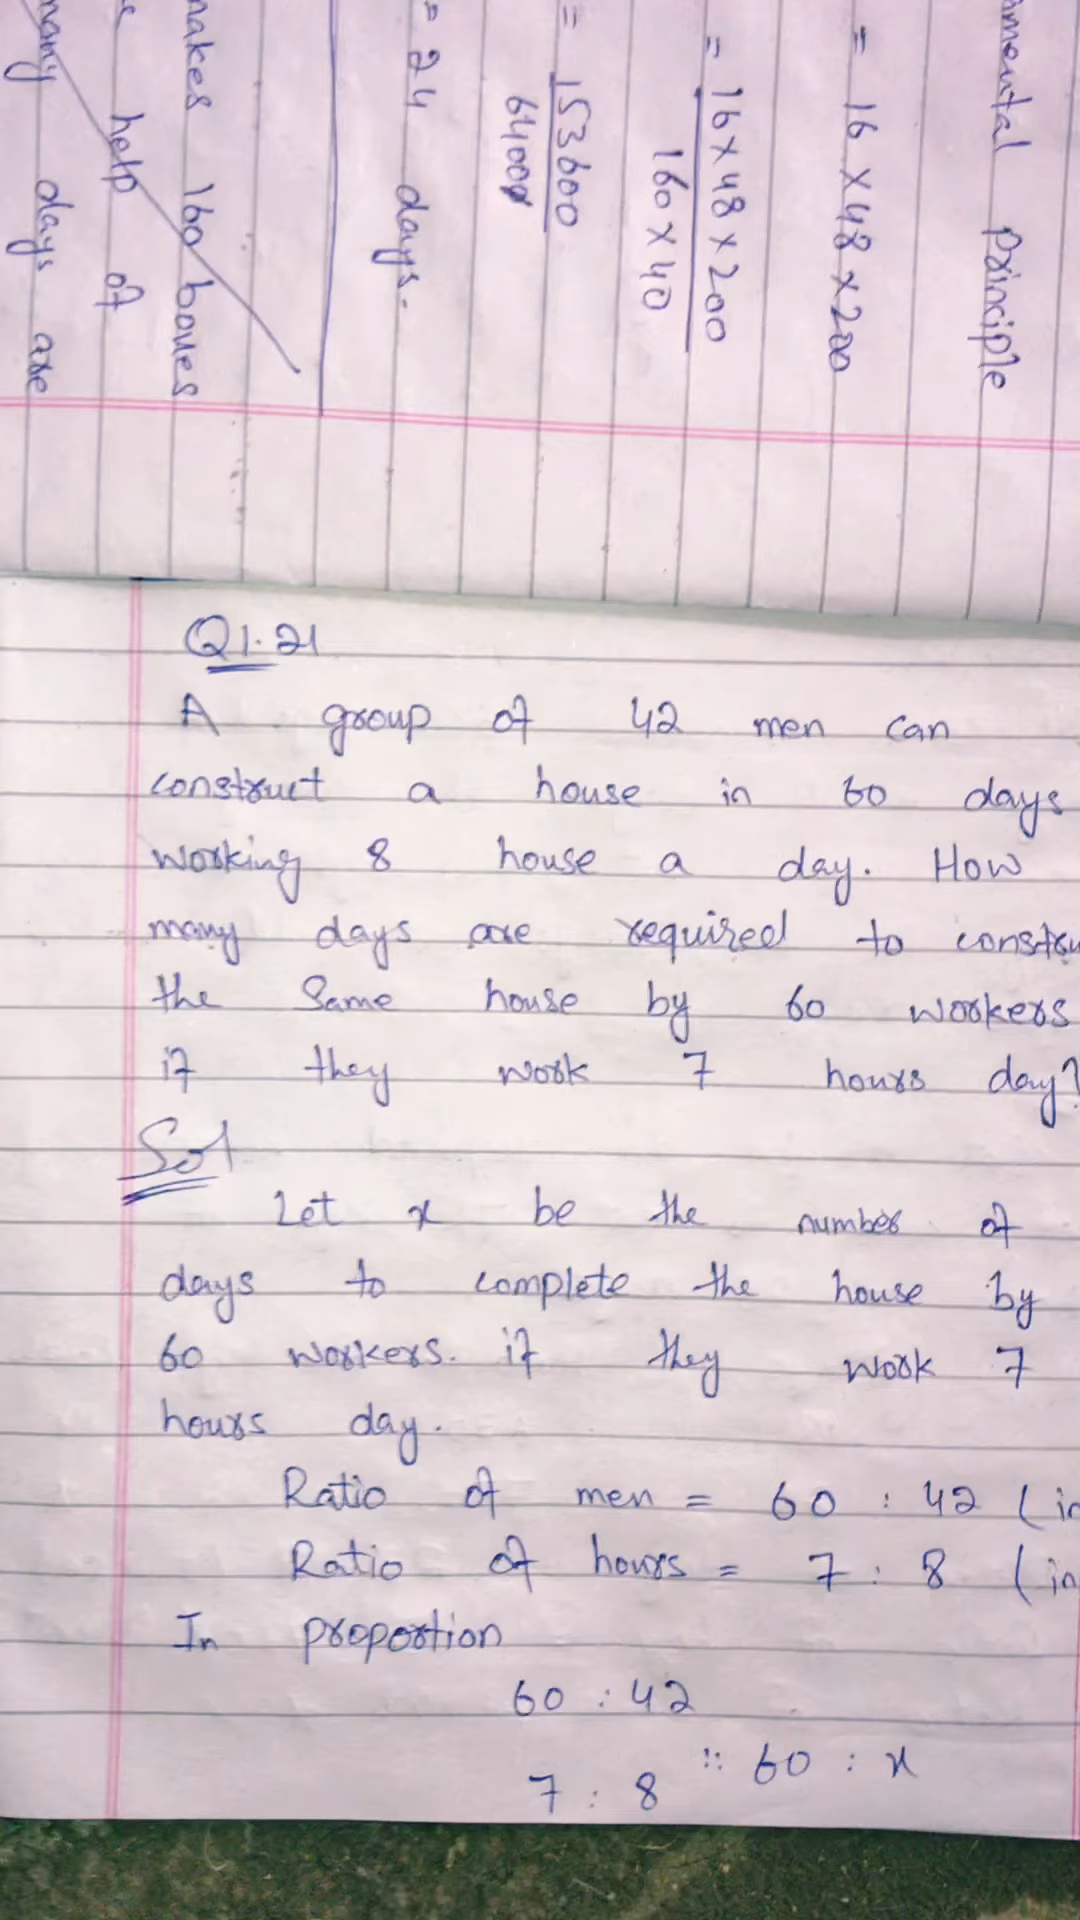 mental Principle
= 16 × 48 × 200
= 16 × 48 × 200
160 × 40
= 153600
6400
= 24 days.
makes 160 boxes
help of
many days are
Q1.21
A group of 42 men can
construct a house in 60 days
working 8 house a day. How
many days are required to constru
the Same house by 60 workers
if they work 7 hours day?
Sol
Let x be the number of
days to complete the house by
60 workers. if they work 7
hours day.
Ratio of men = 60 : 42 (in
Ratio of hours = 7 : 8 (in
In proportion
60 : 42
:: 60 : x
7 : 8